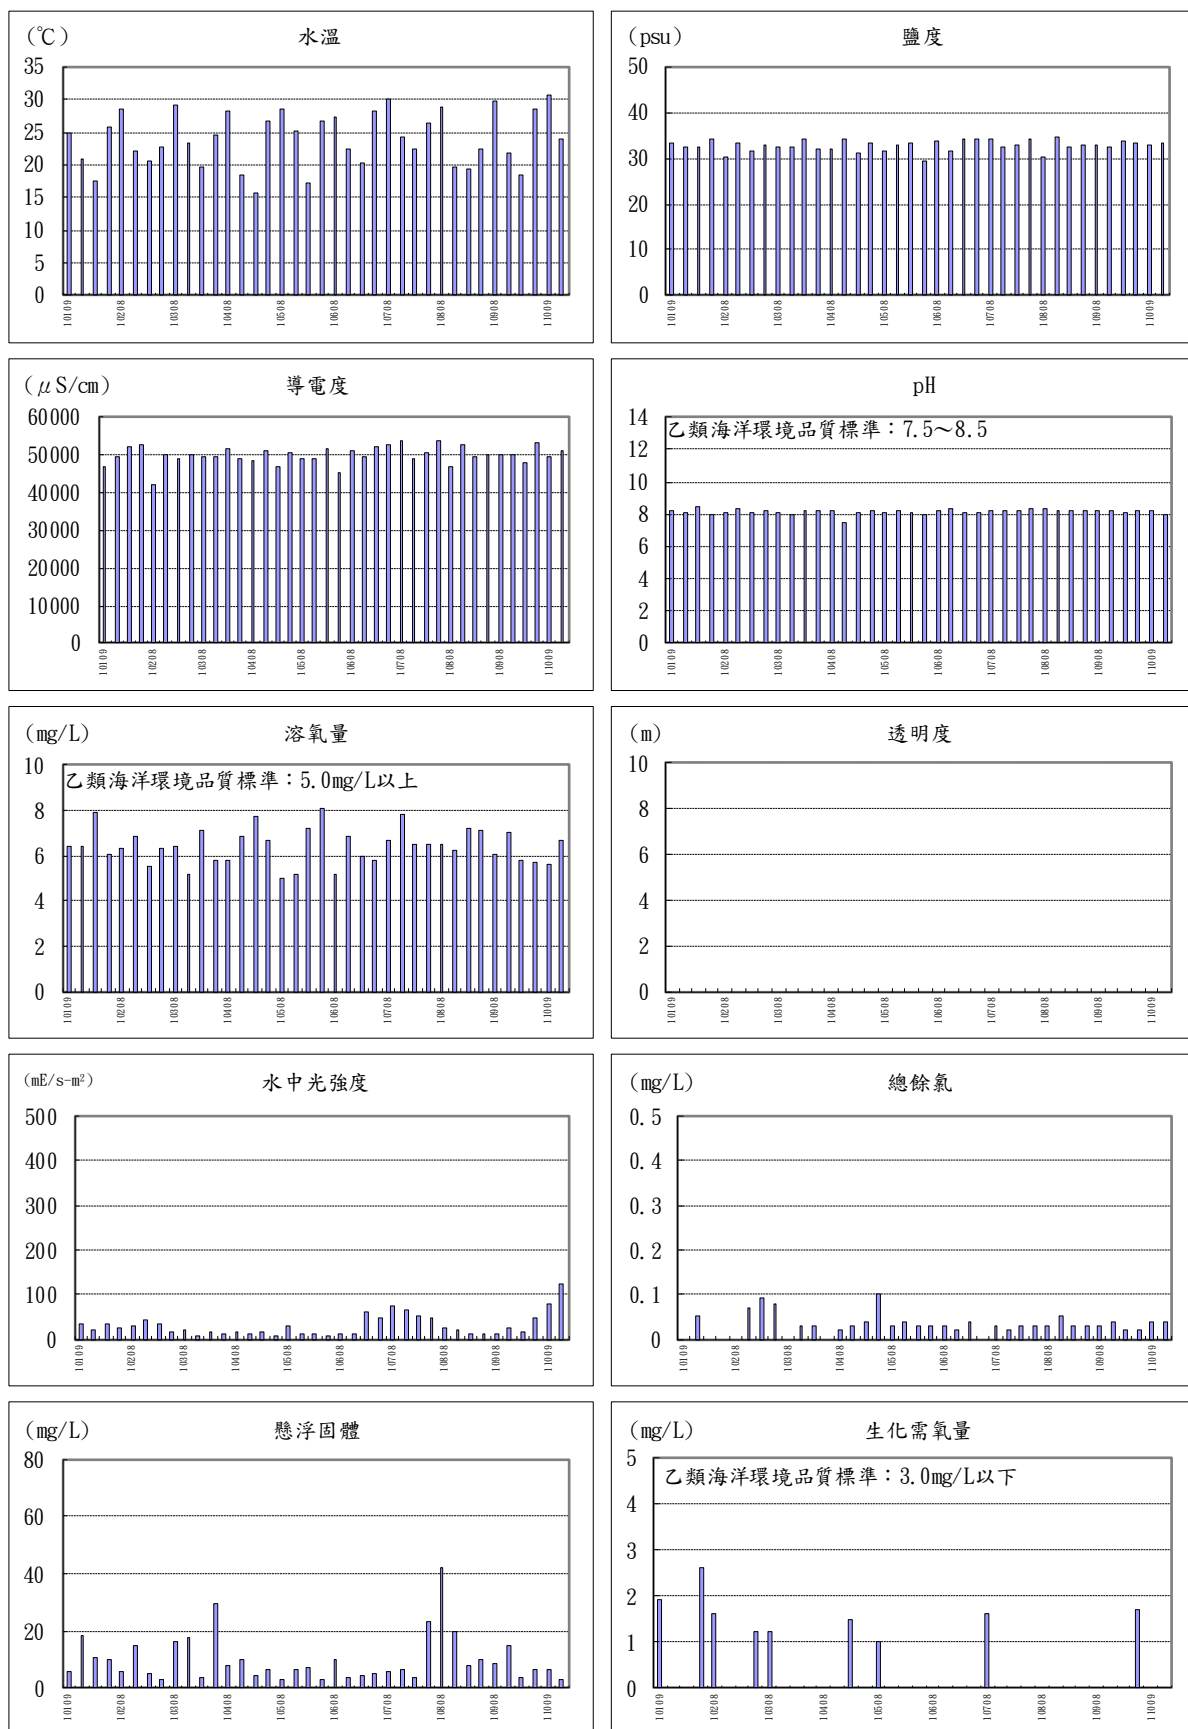 (℃) 水溫
35
30
25
20
15
10
5
0
10109 10208 10308 10408 10508 10608 10708 10808 10908 11009
(psu) 鹽度
50
40
30
20
10
0
10109 10208 10308 10408 10508 10608 10708 10808 10908 11009
(μS/cm) 導電度
60000
50000
40000
30000
20000
10000
0
10109 10208 10308 10408 10508 10608 10708 10808 10908 11009
pH
乙類海洋環境品質標準：7.5～8.5
14
12
10
8
6
4
2
0
10109 10208 10308 10408 10508 10608 10708 10808 10908 11009
(mg/L) 溶氧量
乙類海洋環境品質標準：5.0mg/L以上
10
8
6
4
2
0
10109 10208 10308 10408 10508 10608 10708 10808 10908 11009
(m) 透明度
10
8
6
4
2
0
10109 10208 10308 10408 10508 10608 10708 10808 10908 11009
(mE/s-m²) 水中光強度
500
400
300
200
100
0
10109 10208 10308 10408 10508 10608 10708 10808 10908 11009
(mg/L) 總餘氯
0.5
0.4
0.3
0.2
0.1
0
10109 10208 10308 10408 10508 10608 10708 10808 10908 11009
(mg/L) 懸浮固體
80
60
40
20
0
10109 10208 10308 10408 10508 10608 10708 10808 10908 11009
(mg/L) 生化需氧量
乙類海洋環境品質標準：3.0mg/L以下
5
4
3
2
1
0
10109 10208 10308 10408 10508 10608 10708 10808 10908 11009